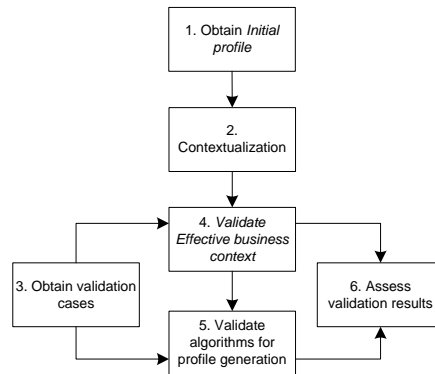 1. Obtain Initial
profile
2.
Contextualization
4. Validate
Effective business
context
3. Obtain validation
cases
6. Assess
validation results
5. Validate
algorithms for
profile generation